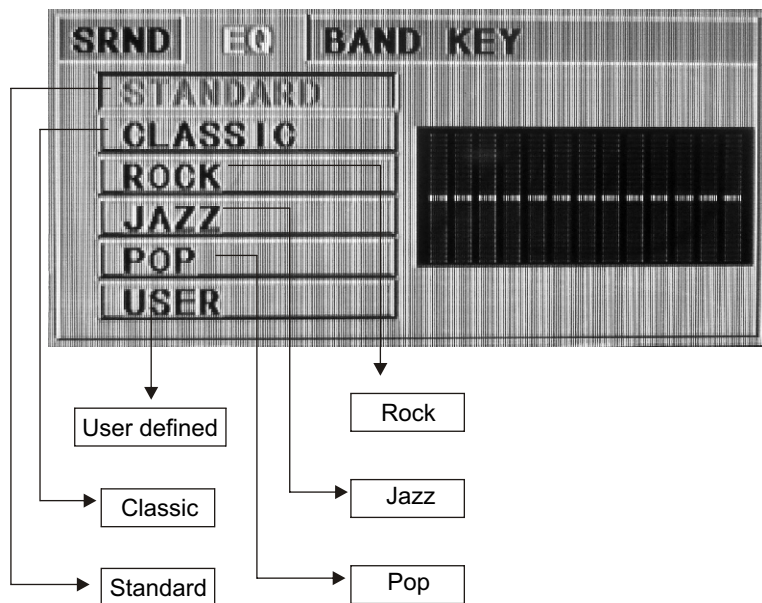 SRND EQ BAND KEY
STANDARD
CLASSIC
ROCK
JAZZ
POP
USER
User defined
Rock
Classic
Jazz
Standard
Pop